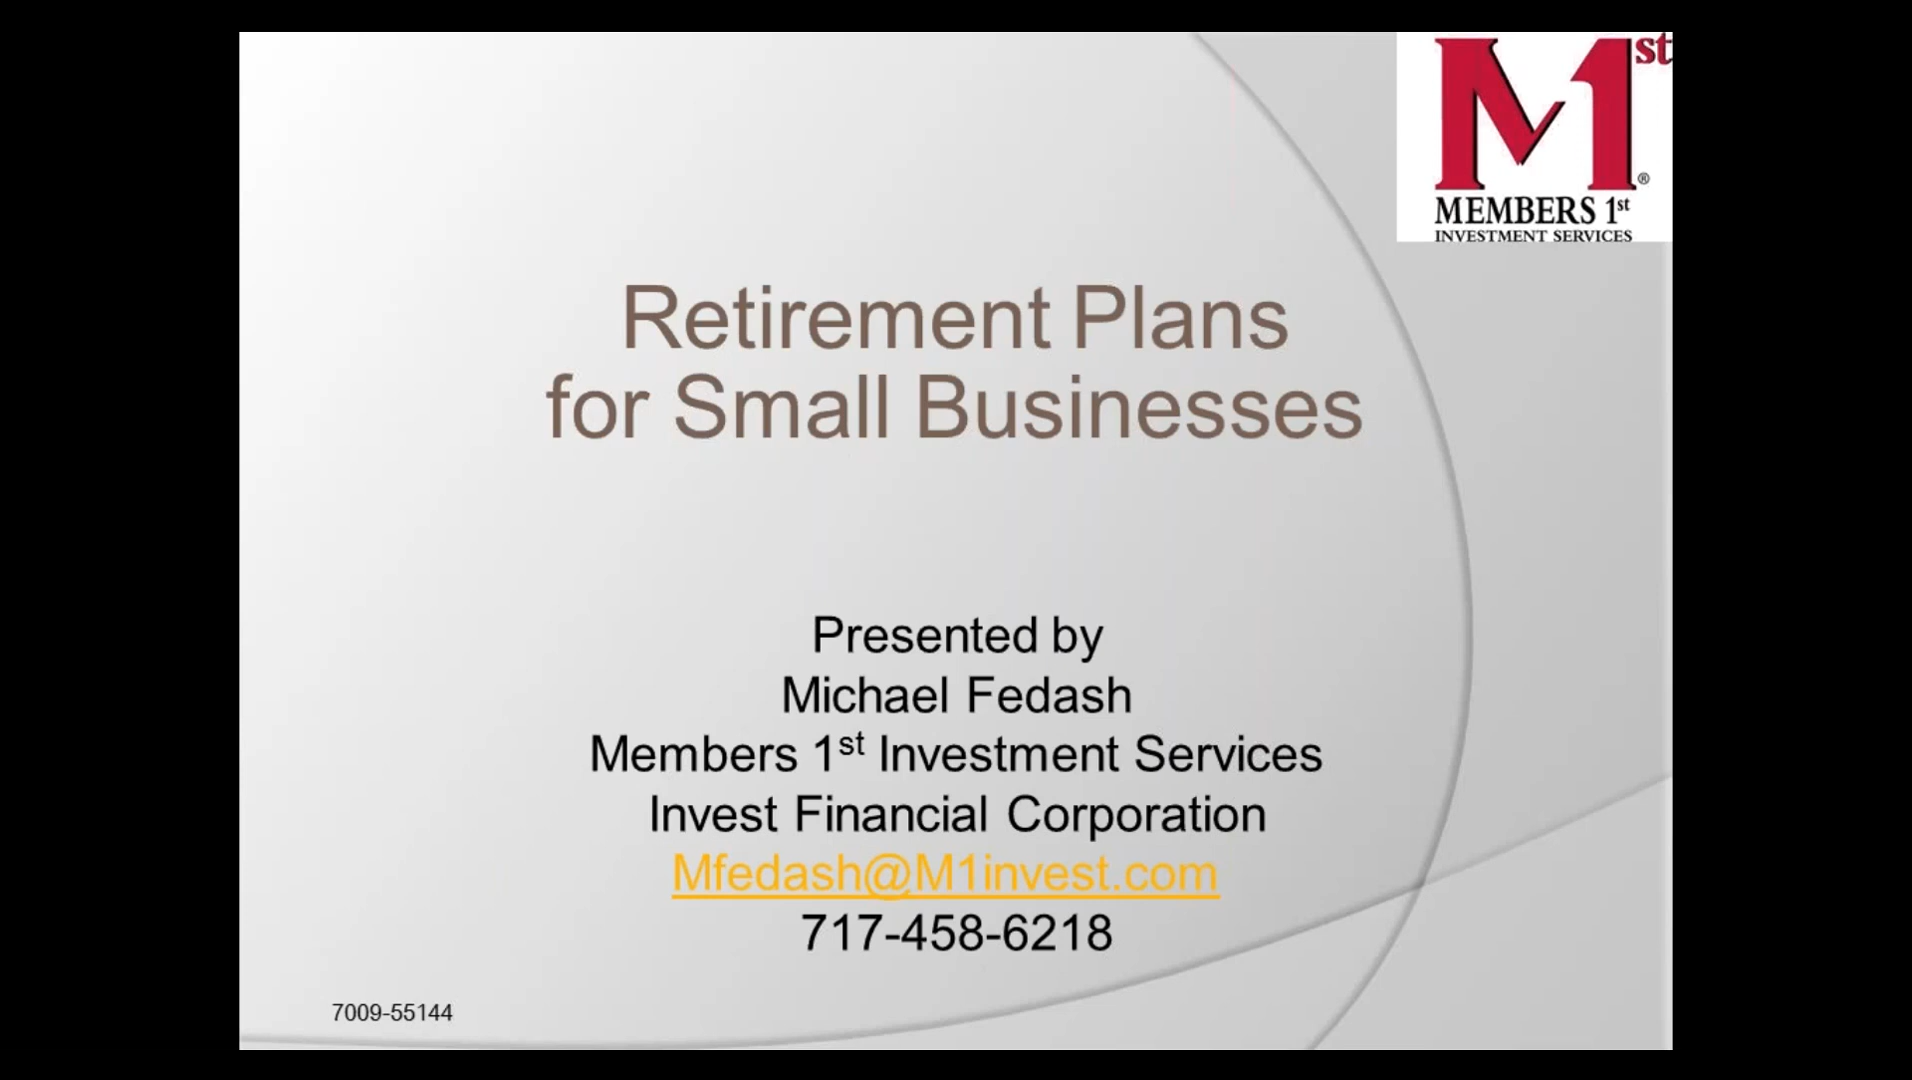 M1st
®
MEMBERS 1st
INVESTMENT SERVICES
Retirement Plans
for Small Businesses
Presented by
Michael Fedash
Members 1st Investment Services
Invest Financial Corporation
Mfedash@M1invest.com
717-458-6218
7009-55144